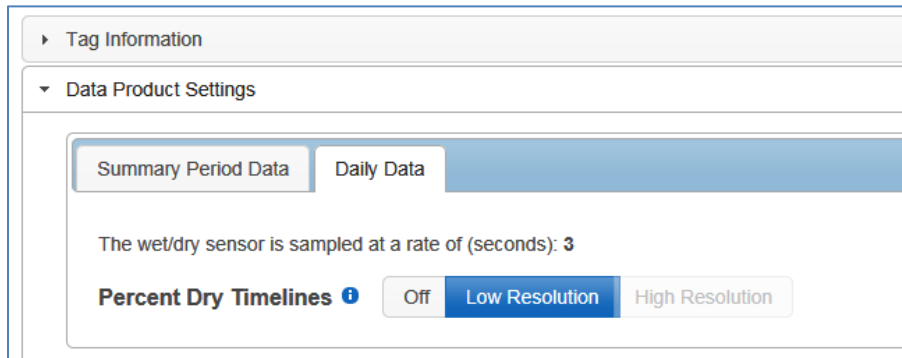 Tag Information
Data Product Settings
Summary Period Data Daily Data
The wet/dry sensor is sampled at a rate of (seconds): 3
Percent Dry Timelines i Off Low Resolution High Resolution